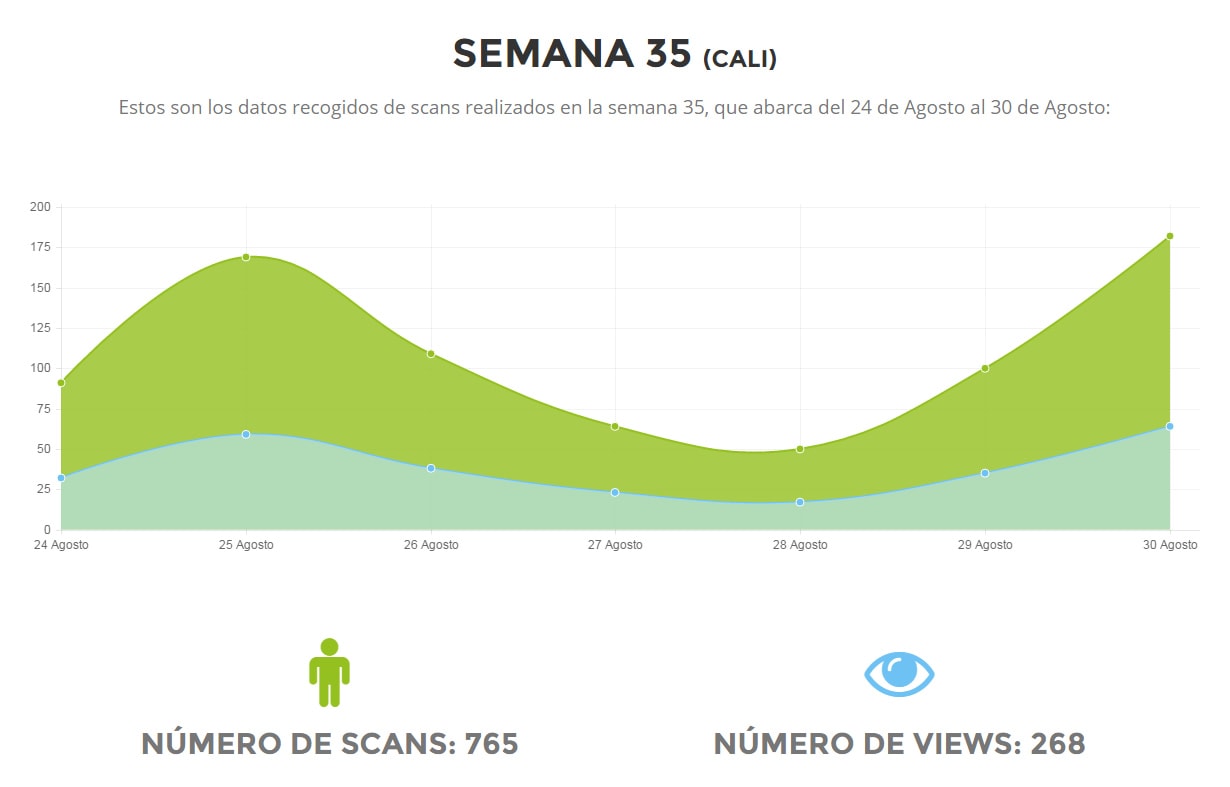 SEMANA 35 (CALI)
Estos son los datos recogidos de scans realizados en la semana 35, que abarca del 24 de Agosto al 30 de Agosto:
200
175
150
125
100
75
50
25
0
24 Agosto 25 Agosto 26 Agosto 27 Agosto 28 Agosto 29 Agosto 30 Agosto
NÚMERO DE SCANS: 765
NÚMERO DE VIEWS: 268